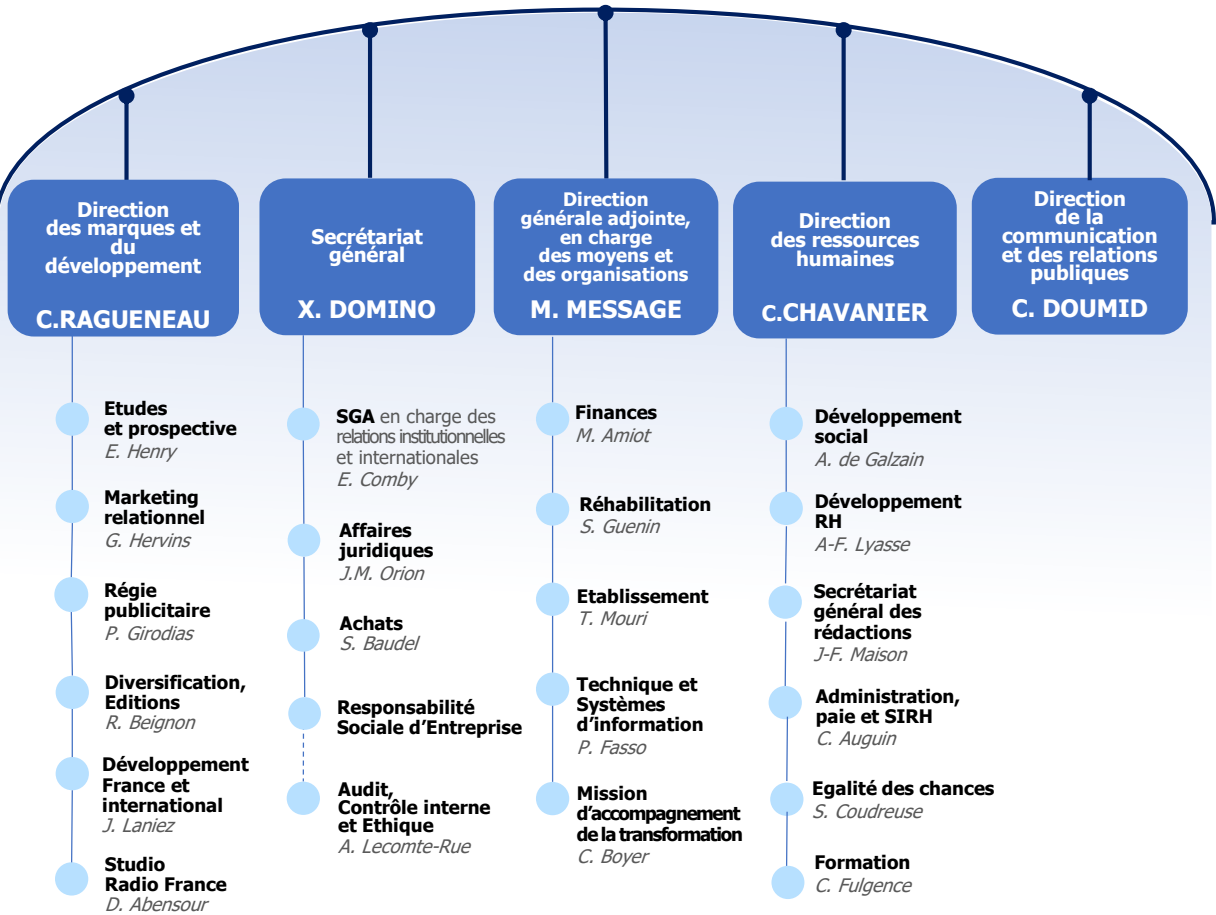 Direction
des marques et
du
développement
C.RAGUENEAU
Etudes
et prospective
E. Henry
Marketing
relationnel
G. Hervins
Régie
publicitaire
P. Girodias
Diversification,
Editions
R. Beignon
Développement
France et
international
J. Laniez
Studio
Radio France
D. Abensour
Secrétariat
général
X. DOMINO
SGA en charge des
relations institutionnelles
et internationales
E. Comby
Affaires
juridiques
J.M. Orion
Achats
S. Baudel
Responsabilité
Sociale d’Entreprise
Audit,
Contrôle interne
et Ethique
A. Lecomte-Rue
Direction
générale adjointe,
en charge
des moyens et
des organisations
M. MESSAGE
Finances
M. Amiot
Réhabilitation
S. Guenin
Etablissement
T. Mouri
Technique et
Systèmes
d’information
P. Fasso
Mission
d’accompagnement
de la transformation
C. Boyer
Direction
des ressources
humaines
C.CHAVANIER
Développement
social
A. de Galzain
Développement
RH
A-F. Lyasse
Secrétariat
général des
rédactions
J-F. Maison
Administration,
paie et SIRH
C. Auguin
Egalité des chances
S. Coudreuse
Formation
C. Fulgence
Direction
de la
communication
et des relations
publiques
C. DOUMID